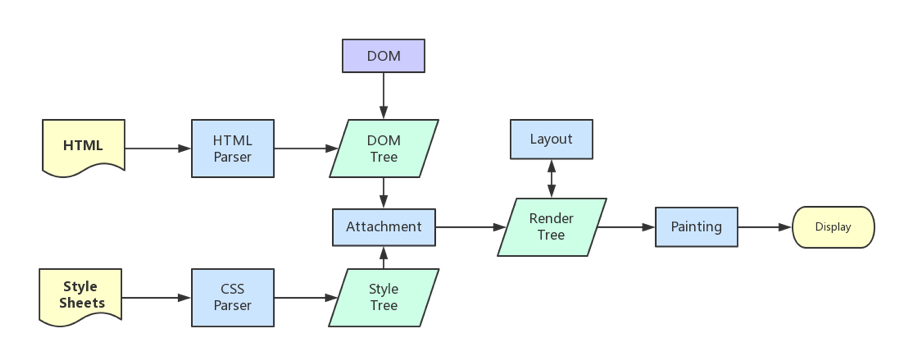 DOM
HTML
HTML
Parser
DOM
Tree
Layout
Attachment
Render
Tree
Painting
Display
Style
Sheets
CSS
Parser
Style
Tree